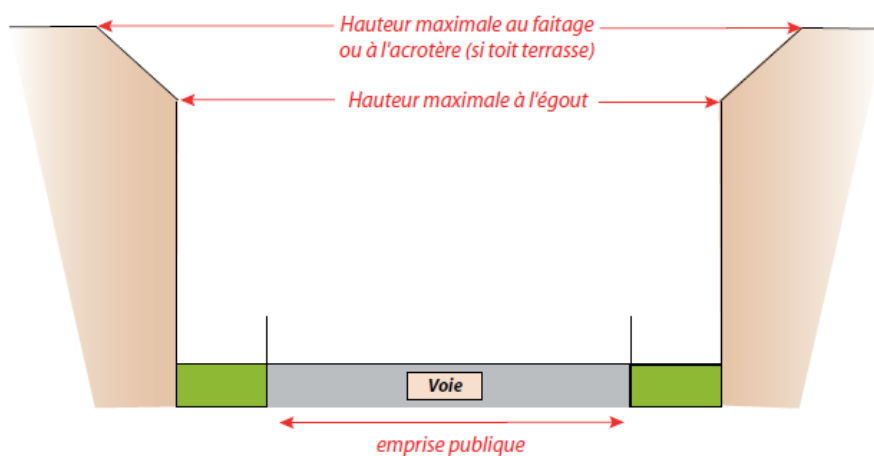 Hauteur maximale au faitage
ou à l'acrotère (si toit terrasse)
Hauteur maximale à l'égout
Voie
emprise publique